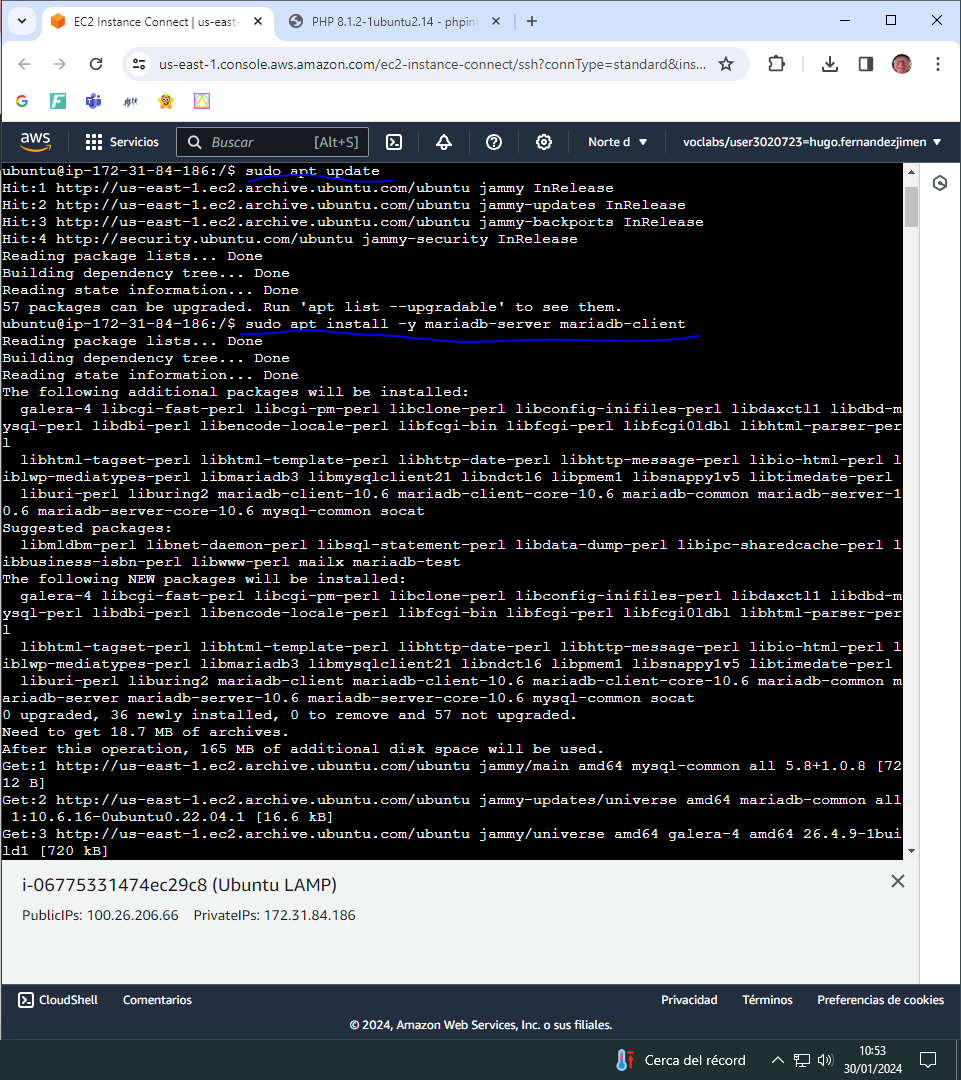 EC2 Instance Connect | us-east-
PHP 8.1.2-1ubuntu2.14 - phpinf
us-east-1.console.aws.amazon.com/ec2-instance-connect/ssh?connType=standard&ins...
aws
Servicios
Buscar
[Alt+S]
Norte d
voclabs/user3020723=hugo.fernandezjimen
ubuntu@ip-172-31-84-186:/$ sudo apt update
Hit:1 http://us-east-1.ec2.archive.ubuntu.com/ubuntu jammy InRelease
Hit:2 http://us-east-1.ec2.archive.ubuntu.com/ubuntu jammy-updates InRelease
Hit:3 http://us-east-1.ec2.archive.ubuntu.com/ubuntu jammy-backports InRelease
Hit:4 http://security.ubuntu.com/ubuntu jammy-security InRelease
Reading package lists... Done
Building dependency tree... Done
Reading state information... Done
57 packages can be upgraded. Run 'apt list --upgradable' to see them.
ubuntu@ip-172-31-84-186:/$ sudo apt install -y mariadb-server mariadb-client
Reading package lists... Done
Building dependency tree... Done
Reading state information... Done
The following additional packages will be installed:
galera-4 libcgi-fast-perl libcgi-pm-perl libclone-perl libconfig-inifiles-perl libdaxctl1 libdbd-m
ysql-perl libdbi-perl libencode-locale-perl libfcgi-bin libfcgi-perl libfcgi0ldbl libhtml-parser-per
l
libhtml-tagset-perl libhtml-template-perl libhttp-date-perl libhttp-message-perl libio-html-perl l
iblwp-mediatypes-perl libmariadb3 libmysqlclient21 libndctl6 libpmem1 libsnappy1v5 libtimedate-perl
liburi-perl liburing2 mariadb-client-10.6 mariadb-client-core-10.6 mariadb-common mariadb-server-1
0.6 mariadb-server-core-10.6 mysql-common socat
Suggested packages:
libmldbm-perl libnet-daemon-perl libsql-statement-perl libdata-dump-perl libipc-sharedcache-perl l
ibbusiness-isbn-perl libwww-perl mailx mariadb-test
The following NEW packages will be installed:
galera-4 libcgi-fast-perl libcgi-pm-perl libclone-perl libconfig-inifiles-perl libdaxctl1 libdbd-m
ysql-perl libdbi-perl libencode-locale-perl libfcgi-bin libfcgi-perl libfcgi0ldbl libhtml-parser-per
l
libhtml-tagset-perl libhtml-template-perl libhttp-date-perl libhttp-message-perl libio-html-perl l
iblwp-mediatypes-perl libmariadb3 libmysqlclient21 libndctl6 libpmem1 libsnappy1v5 libtimedate-perl
liburi-perl liburing2 mariadb-client mariadb-client-10.6 mariadb-client-core-10.6 mariadb-common m
ariadb-server mariadb-server-10.6 mariadb-server-core-10.6 mysql-common socat
0 upgraded, 36 newly installed, 0 to remove and 57 not upgraded.
Need to get 18.7 MB of archives.
After this operation, 165 MB of additional disk space will be used.
Get:1 http://us-east-1.ec2.archive.ubuntu.com/ubuntu jammy/main amd64 mysql-common all 5.8+1.0.8 [72
12 B]
Get:2 http://us-east-1.ec2.archive.ubuntu.com/ubuntu jammy-updates/universe amd64 mariadb-common all
1:10.6.16-0ubuntu0.22.04.1 [16.6 kB]
Get:3 http://us-east-1.ec2.archive.ubuntu.com/ubuntu jammy/universe amd64 galera-4 amd64 26.4.9-1bui
ld1 [720 kB]
i-06775331474ec29c8 (Ubuntu LAMP)
PublicIPs: 100.26.206.66 PrivateIPs: 172.31.84.186
CloudShell
Comentarios
Privacidad
Términos
Preferencias de cookies
© 2024, Amazon Web Services, Inc. o sus filiales.
Cerca del récord
10:53
30/01/2024